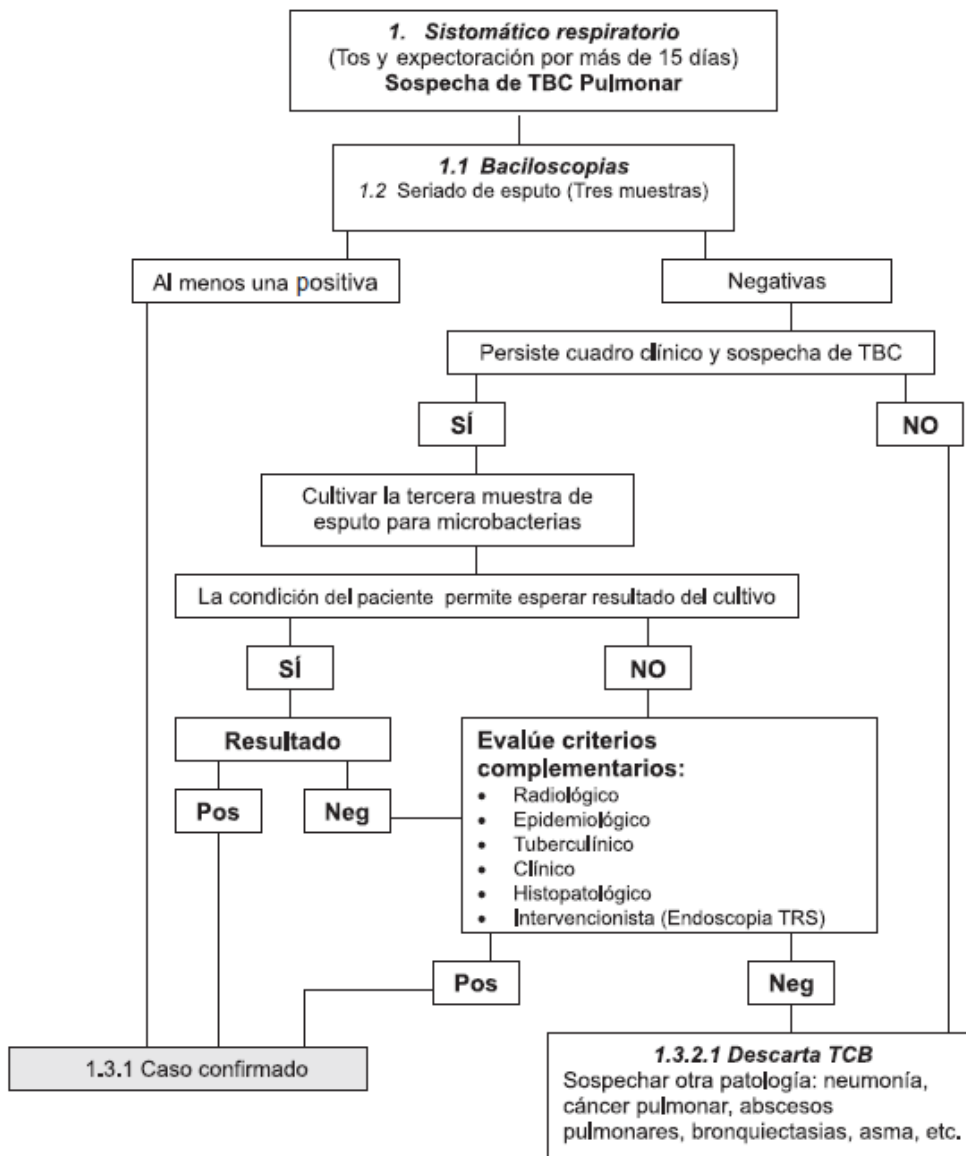 1. Sistomático respiratorio
(Tos y expectoración por más de 15 días)
Sospecha de TBC Pulmonar
1.1 Baciloscopias
1.2 Seriado de esputo (Tres muestras)
Al menos una positiva
Negativas
Persiste cuadro clínico y sospecha de TBC
SÍ
NO
Cultivar la tercera muestra de
esputo para microbacterias
La condición del paciente permite esperar resultado del cultivo
SÍ
NO
Resultado
Pos
Neg
Evalúe criterios
complementarios:
• Radiológico
• Epidemiológico
• Tuberculínico
• Clínico
• Histopatológico
• Intervencionista (Endoscopia TRS)
Pos
Neg
1.3.1 Caso confirmado
1.3.2.1 Descarta TCB
Sospechar otra patología: neumonía,
cáncer pulmonar, abscesos
pulmonares, bronquiectasias, asma, etc.